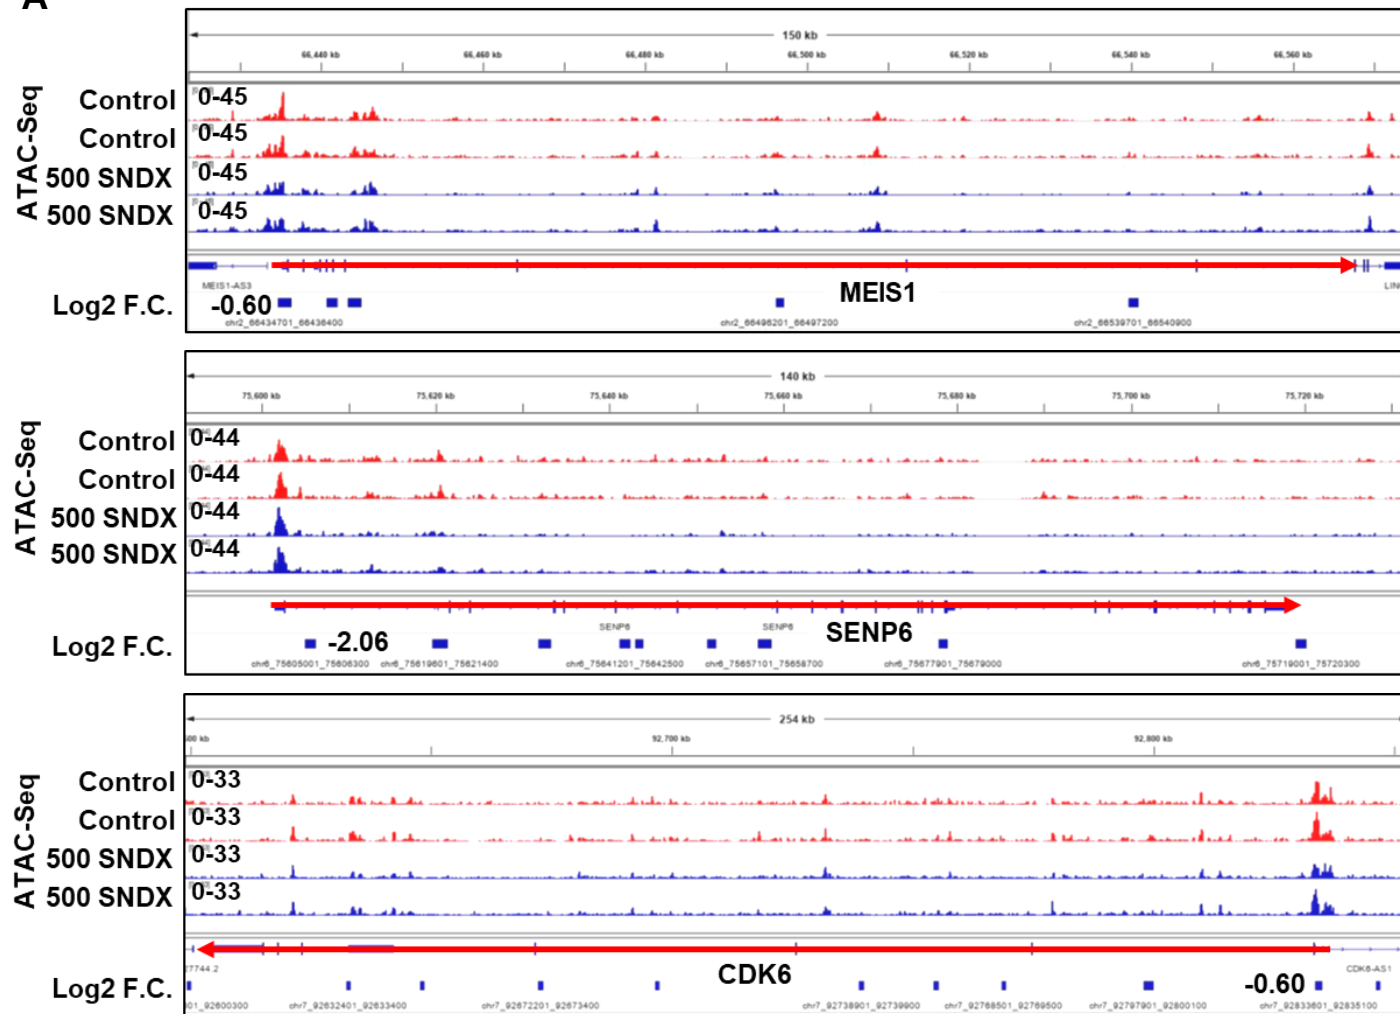 A
150 kb
66,440 kb 66,460 kb 66,480 kb 66,500 kb 66,520 kb 66,540 kb 66,560 kb
ATAC-Seq
Control 0-45
Control 0-45
500 SNDX 0-45
500 SNDX 0-45
MEIS1-AS3 MEIS1 LIN
Log2 F.C. -0.60
chr2_66434701_66436400 chr2_66496201_66497200 chr2_66539701_66540900
140 kb
75,600 kb 75,620 kb 75,640 kb 75,660 kb 75,680 kb 75,700 kb 75,720 kb
ATAC-Seq
Control 0-44
Control 0-44
500 SNDX 0-44
500 SNDX 0-44
SENP6 SENP6 SENP6
Log2 F.C. -2.06
chr6_75605001_75606300 chr6_75619601_75621400 chr6_75641201_75642500 chr6_75657101_75658700 chr6_75677901_75679000 chr6_75719001_75720300
254 kb
00 kb 92,700 kb 92,800 kb
ATAC-Seq
Control 0-33
Control 0-33
500 SNDX 0-33
500 SNDX 0-33
27744.2 CDK6 CDK6-AS1
Log2 F.C. -0.60
01_92600300 chr7_92632401_92633400 chr7_92672201_92673400 chr7_92738901_92739900 chr7_92768501_92769500 chr7_92797901_92800100 chr7_92833601_92835100